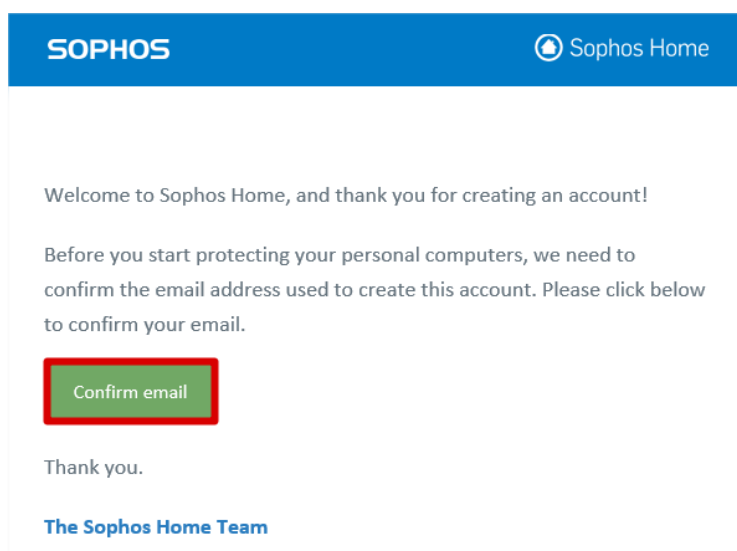 SOPHOS
Sophos Home
Welcome to Sophos Home, and thank you for creating an account!
Before you start protecting your personal computers, we need to
confirm the email address used to create this account. Please click below
to confirm your email.
Confirm email
Thank you.
The Sophos Home Team